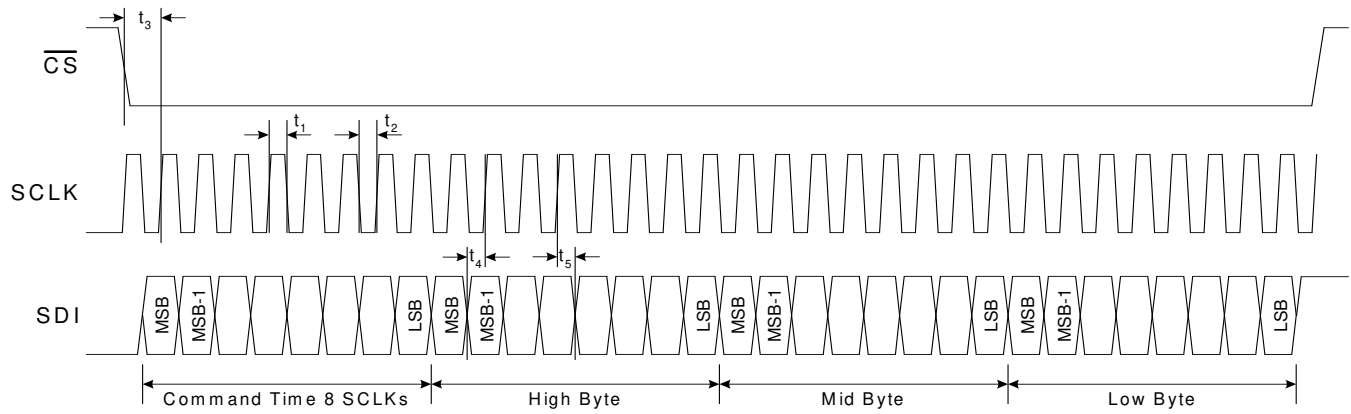 t3
CS
t1
t2
SCLK
t4
t5
SDI
MSB
MSB-1
LSB
MSB
MSB-1
LSB
MSB
MSB-1
LSB
MSB
MSB-1
LSB
Command Time 8 SCLKs
High Byte
Mid Byte
Low Byte